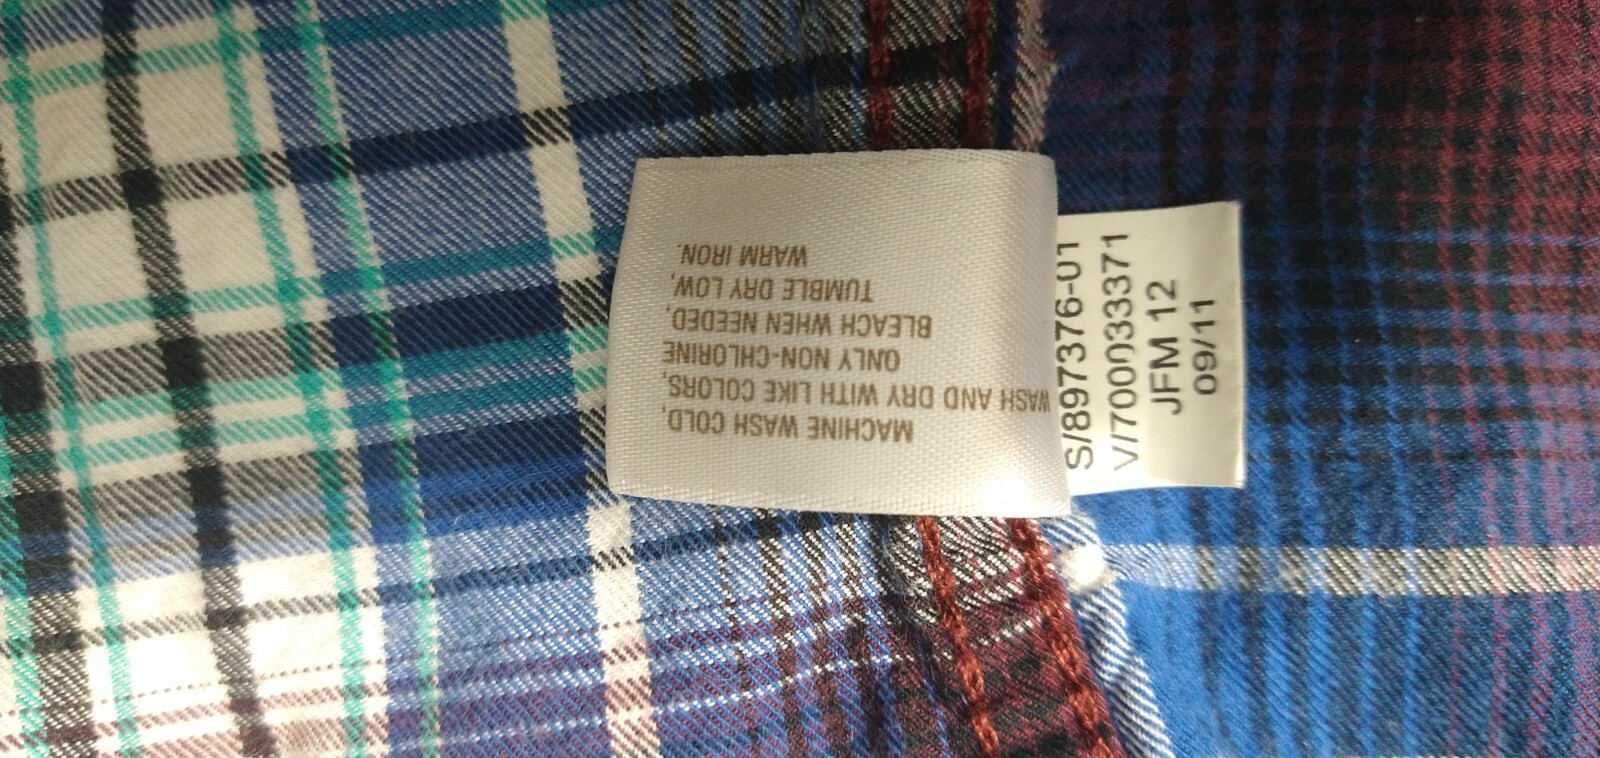 MACHINE WASH COLD,
WASH AND DRY WITH LIKE COLORS,
ONLY NON-CHLORINE
BLEACH WHEN NEEDED,
TUMBLE DRY LOW,
WARM IRON.
S/897376-01
V/700033371
JFM 12
09/11